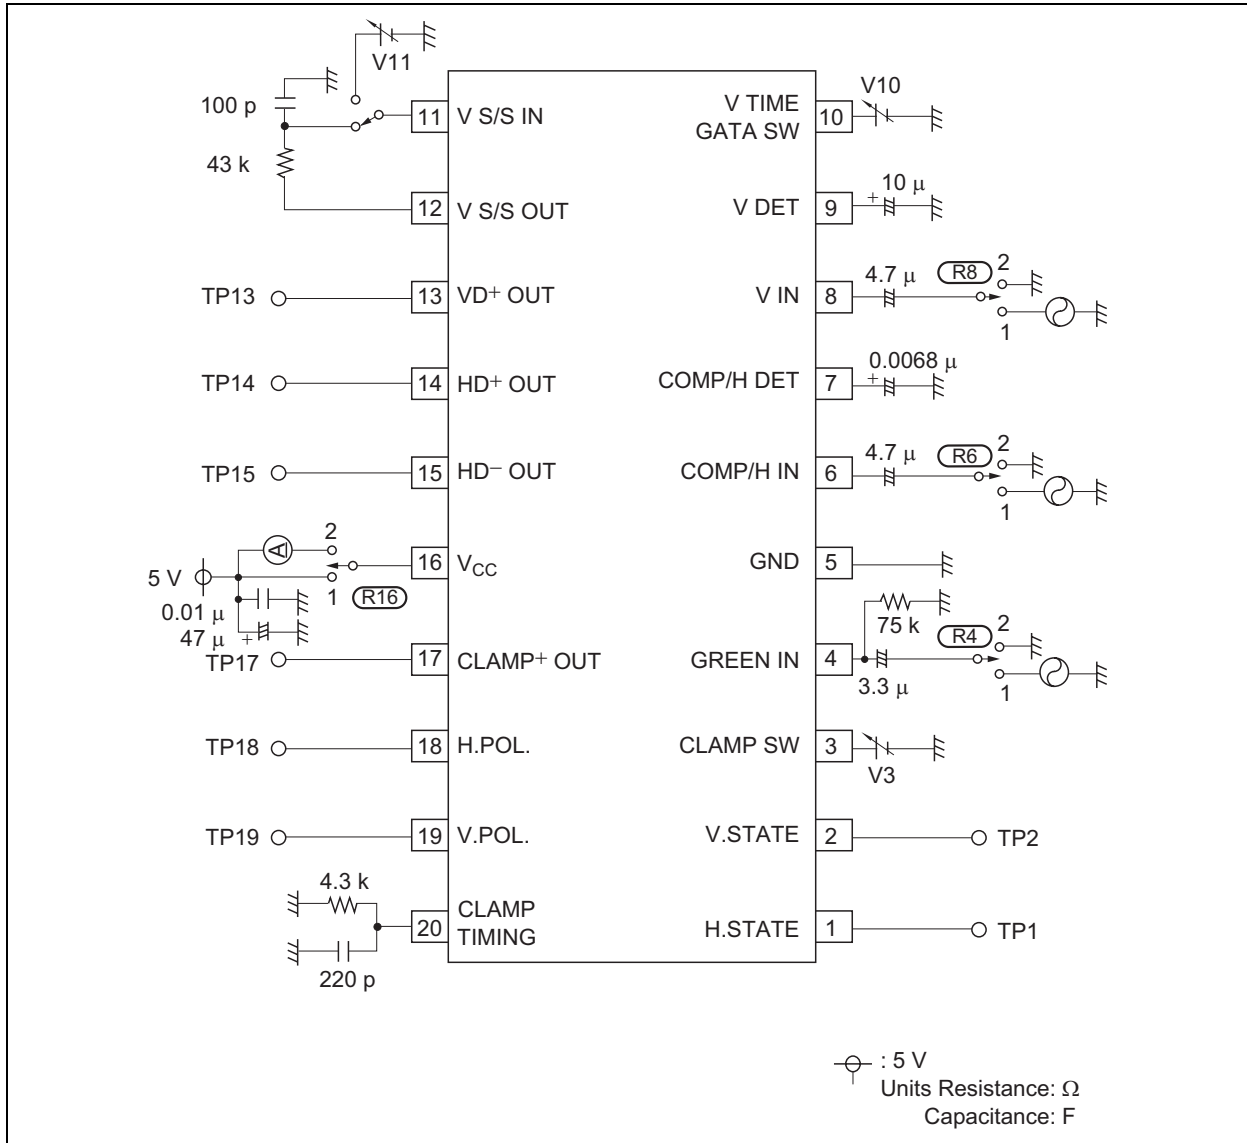 V11
100 p
43 k
11 V S/S IN
12 V S/S OUT
TP13 13 VD+ OUT
TP14 14 HD+ OUT
TP15 15 HD− OUT
5 V A 2 1 R16 16 VCC
0.01 μ
47 μ +
TP17 17 CLAMP+ OUT
TP18 18 H.POL.
TP19 19 V.POL.
4.3 k
220 p
20 CLAMP
TIMING
V TIME
GATA SW 10 V10
V DET 9 + 10 μ
V IN 8 4.7 μ R8 2 1
COMP/H DET 7 + 0.0068 μ
COMP/H IN 6 4.7 μ R6 2 1
GND 5
75 k
GREEN IN 4 3.3 μ R4 2 1
CLAMP SW 3 V3
V.STATE 2 TP2
H.STATE 1 TP1
: 5 V
Units Resistance: Ω
Capacitance: F